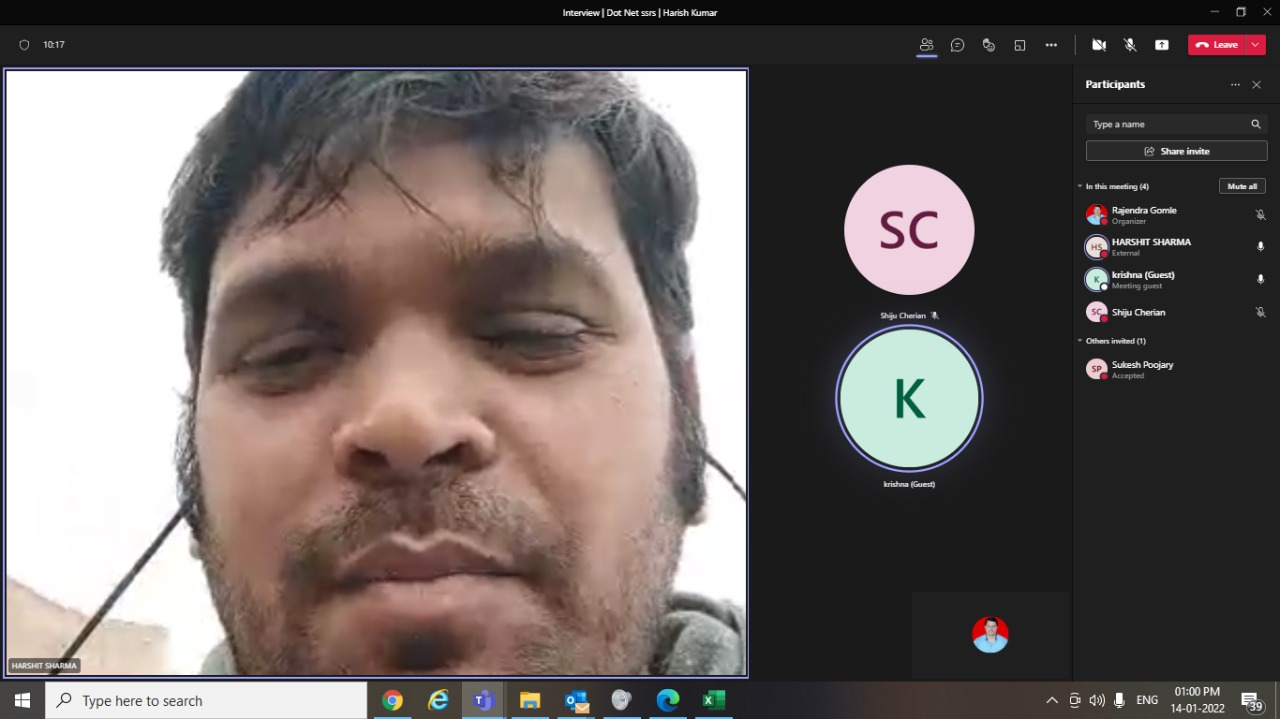 Interview | Dot Net ssrs | Harish Kumar
10:17
Leave
Participants
Type a name
Share invite
In this meeting (4)
Mute all
Rajendra Gomle
Organizer
HS
HARSHIT SHARMA
External
K
krishna (Guest)
Meeting guest
SC
Shiju Cherian
Others invited (1)
SP
Sukesh Poojary
Accepted
SC
Shiju Cherian
K
krishna (Guest)
HARSHIT SHARMA
Type here to search
ENG
01:00 PM
14-01-2022
39